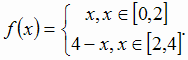 f(x) = { x, x ∈ [0,2]
4 − x, x ∈ [2,4].